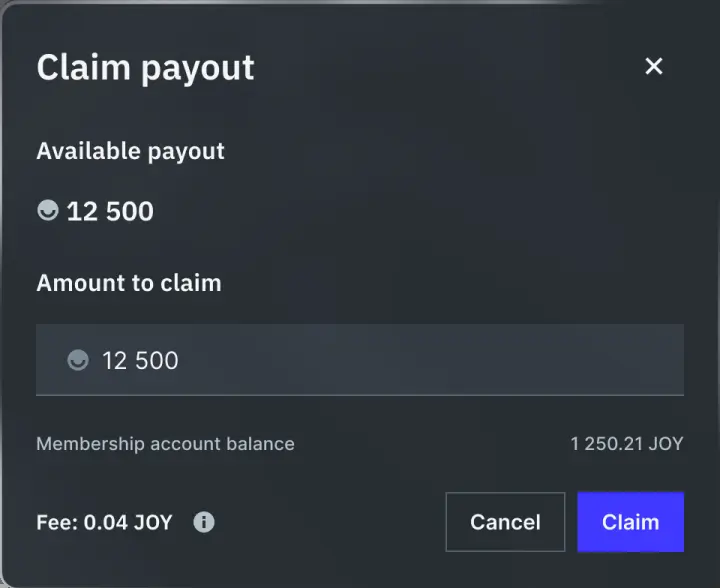 Claim payout
Available payout
12 500
Amount to claim
12 500
Membership account balance 1 250.21 JOY
Fee: 0.04 JOY Cancel Claim